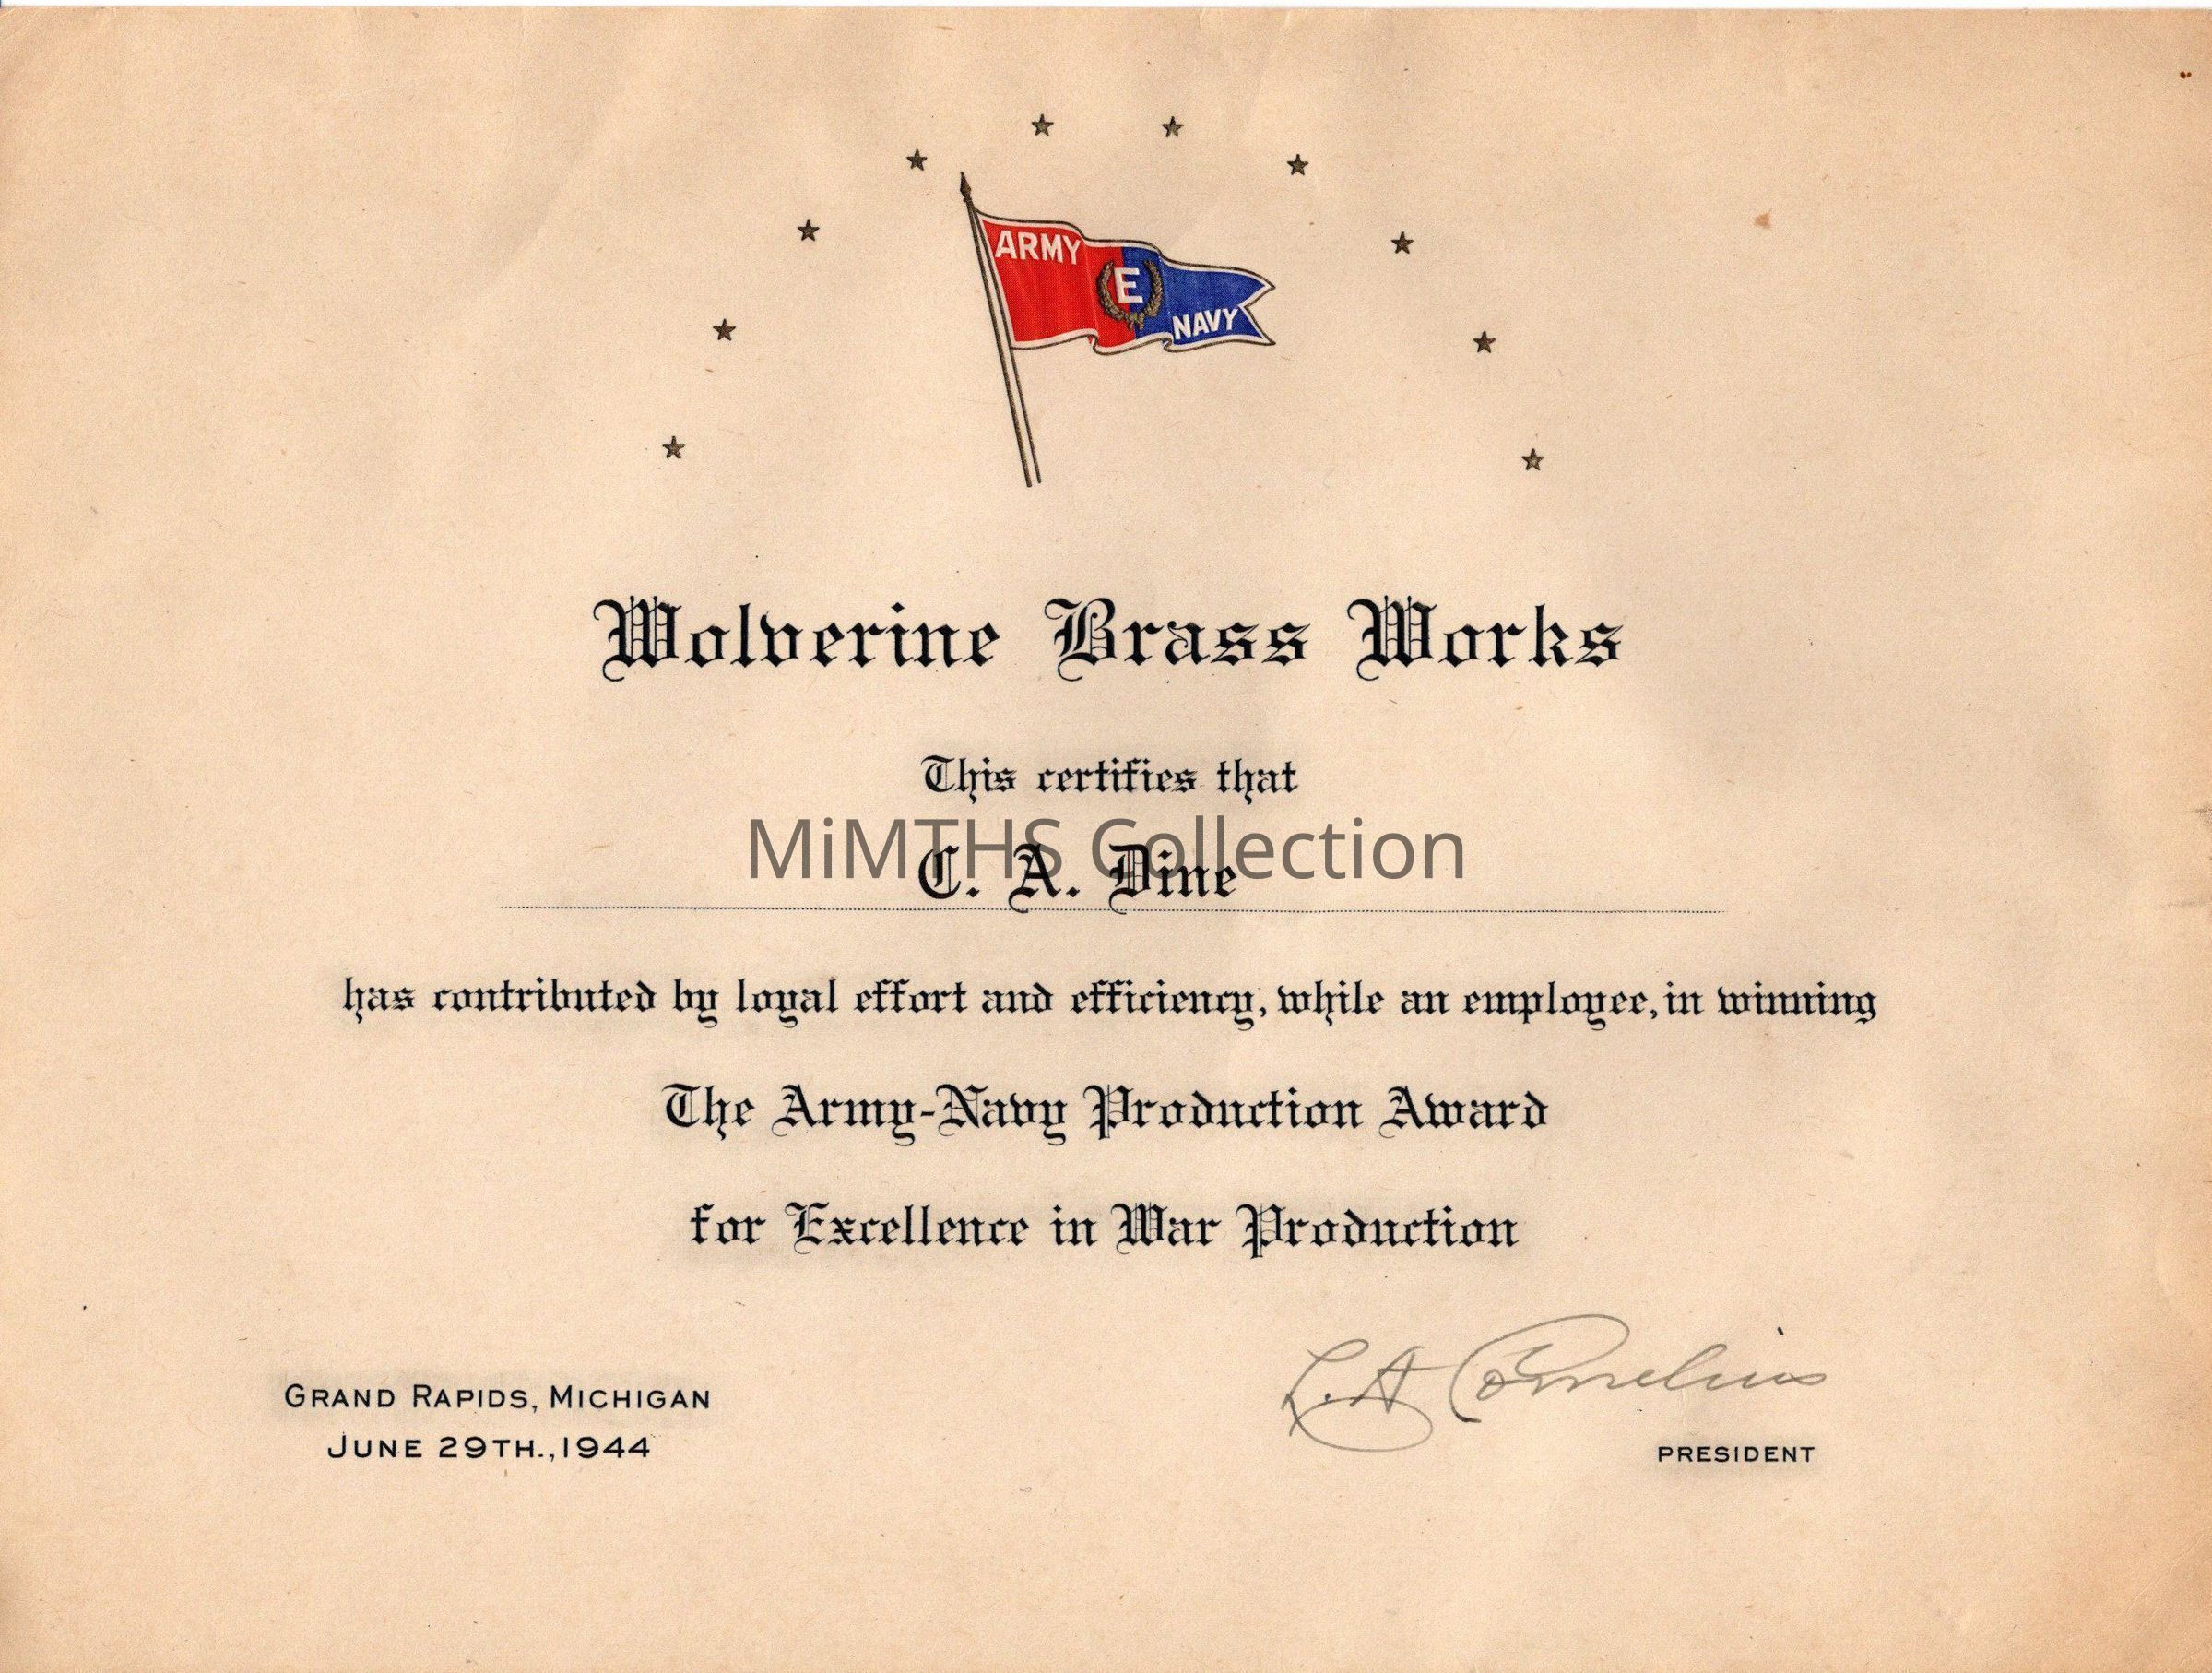 ARMY
E
NAVY
Wolverine Brass Works
This certifies that
MiMTHS Collection
C. A. Dine
has contributed by loyal effort and efficiency, while an employee, in winning
The Army-Navy Production Award
for Excellence in War Production
L. A Cornelius
GRAND RAPIDS, MICHIGAN
JUNE 29TH., 1944
PRESIDENT